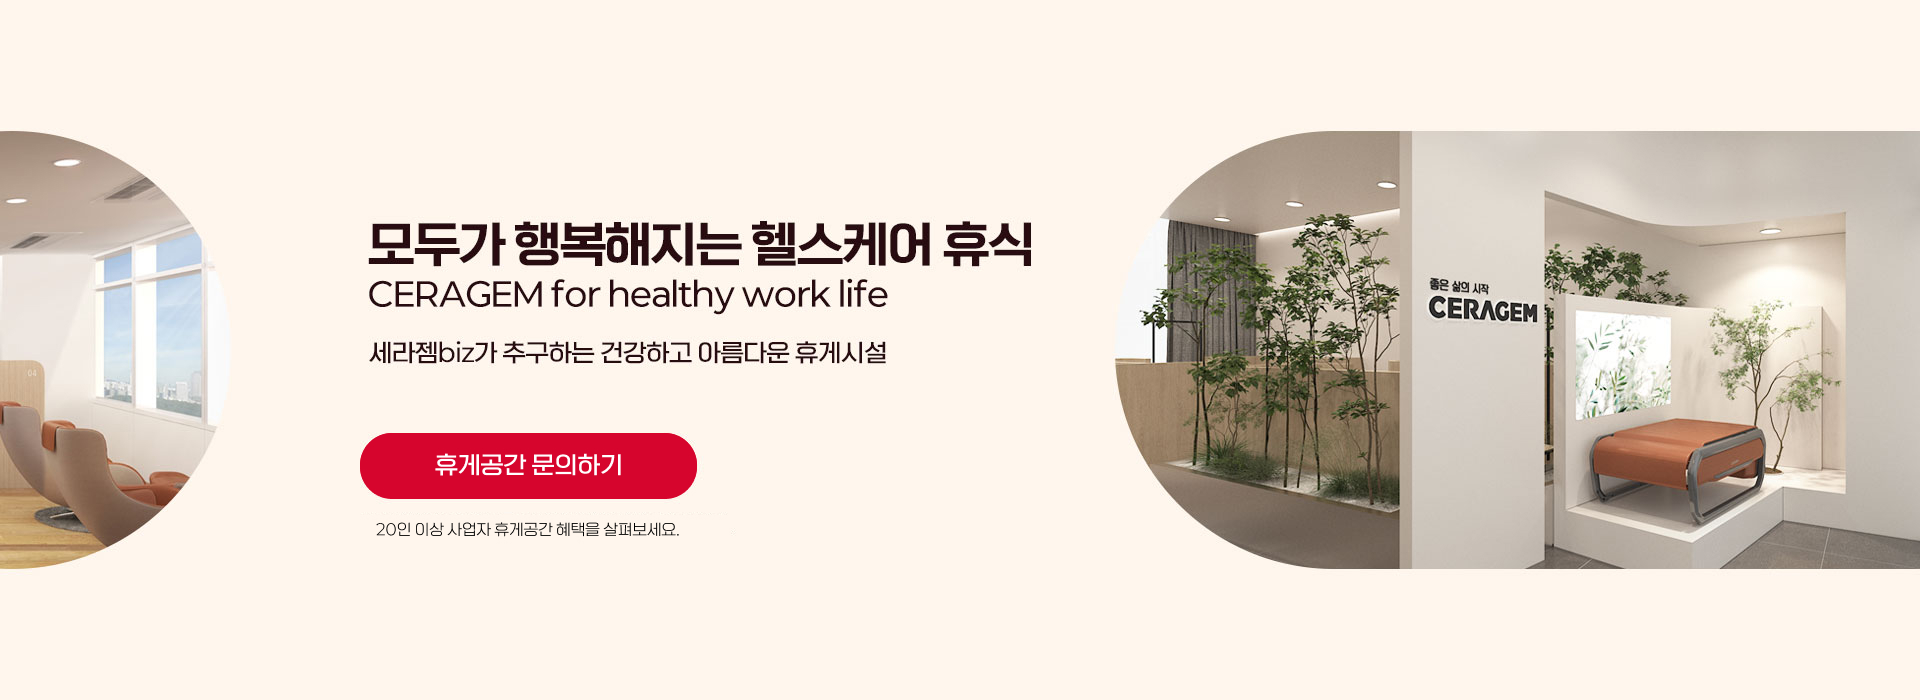 모두가 행복해지는 헬스케어 휴식
CERAGEM for healthy work life
세라젬biz가 추구하는 건강하고 아름다운 휴게시설
휴게공간 문의하기
20인 이상 사업자 휴게공간 혜택을 살펴보세요.
04
좋은 삶의 시작
CERAGEM